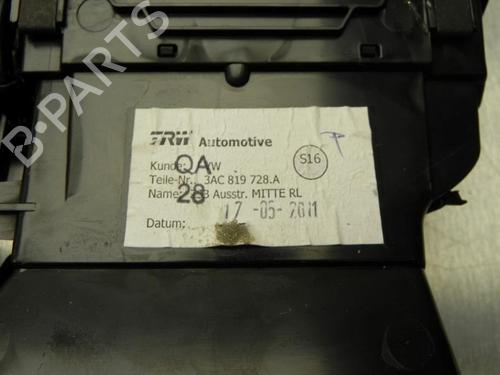 B-PARTS
TRW Automotive
Kunde: VW
QA
S16
Teile-Nr.: 3AC 819 728.A
28
Name: Ausstr. MITTE RL
Datum: 17-05-2011